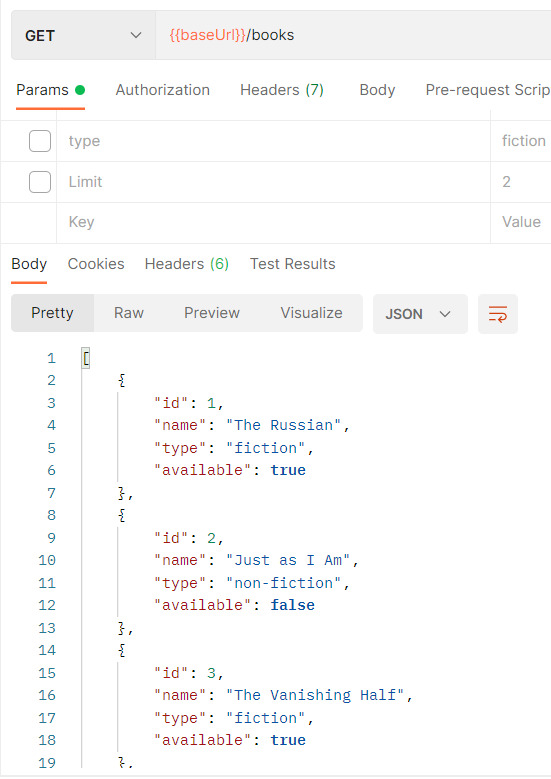 GET {{baseUrl}}/books
Params Authorization Headers (7) Body Pre-request Scrip
type fiction
Limit 2
Key Value
Body Cookies Headers (6) Test Results
Pretty Raw Preview Visualize JSON
1 [
2 {
3 "id": 1,
4 "name": "The Russian",
5 "type": "fiction",
6 "available": true
7 },
8 {
9 "id": 2,
10 "name": "Just as I Am",
11 "type": "non-fiction",
12 "available": false
13 },
14 {
15 "id": 3,
16 "name": "The Vanishing Half",
17 "type": "fiction",
18 "available": true
19 },